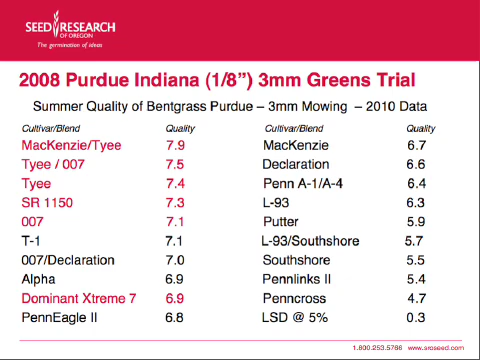 SEED RESEARCH
OF OREGON
The germination of ideas
2008 Purdue Indiana (1/8”) 3mm Greens Trial
Summer Quality of Bentgrass Purdue – 3mm Mowing – 2010 Data
Cultivar/Blend Quality Cultivar/Blend Quality
MacKenzie/Tyee 7.9 MacKenzie 6.7
Tyee / 007 7.5 Declaration 6.6
Tyee 7.4 Penn A-1/A-4 6.4
SR 1150 7.3 L-93 6.3
007 7.1 Putter 5.9
T-1 7.1 L-93/Southshore 5.7
007/Declaration 7.0 Southshore 5.5
Alpha 6.9 Pennlinks II 5.4
Dominant Xtreme 7 6.9 Penncross 4.7
PennEagle II 6.8 LSD @ 5% 0.3
1.800.253.5766 www.sroseed.com